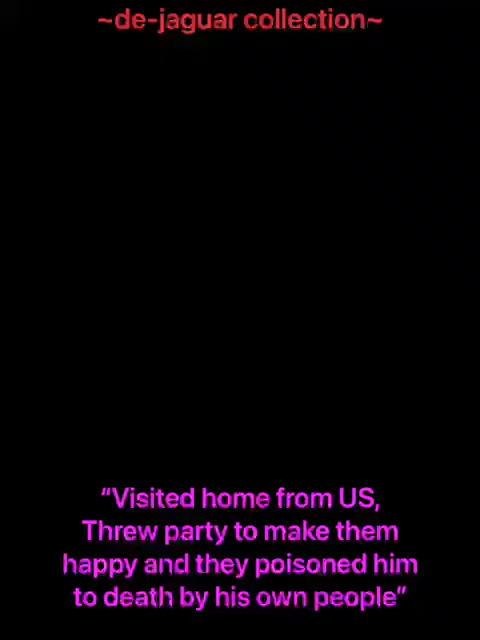 ~de-jaguar collection~
“Visited home from US,
Threw party to make them
happy and they poisoned him
to death by his own people”